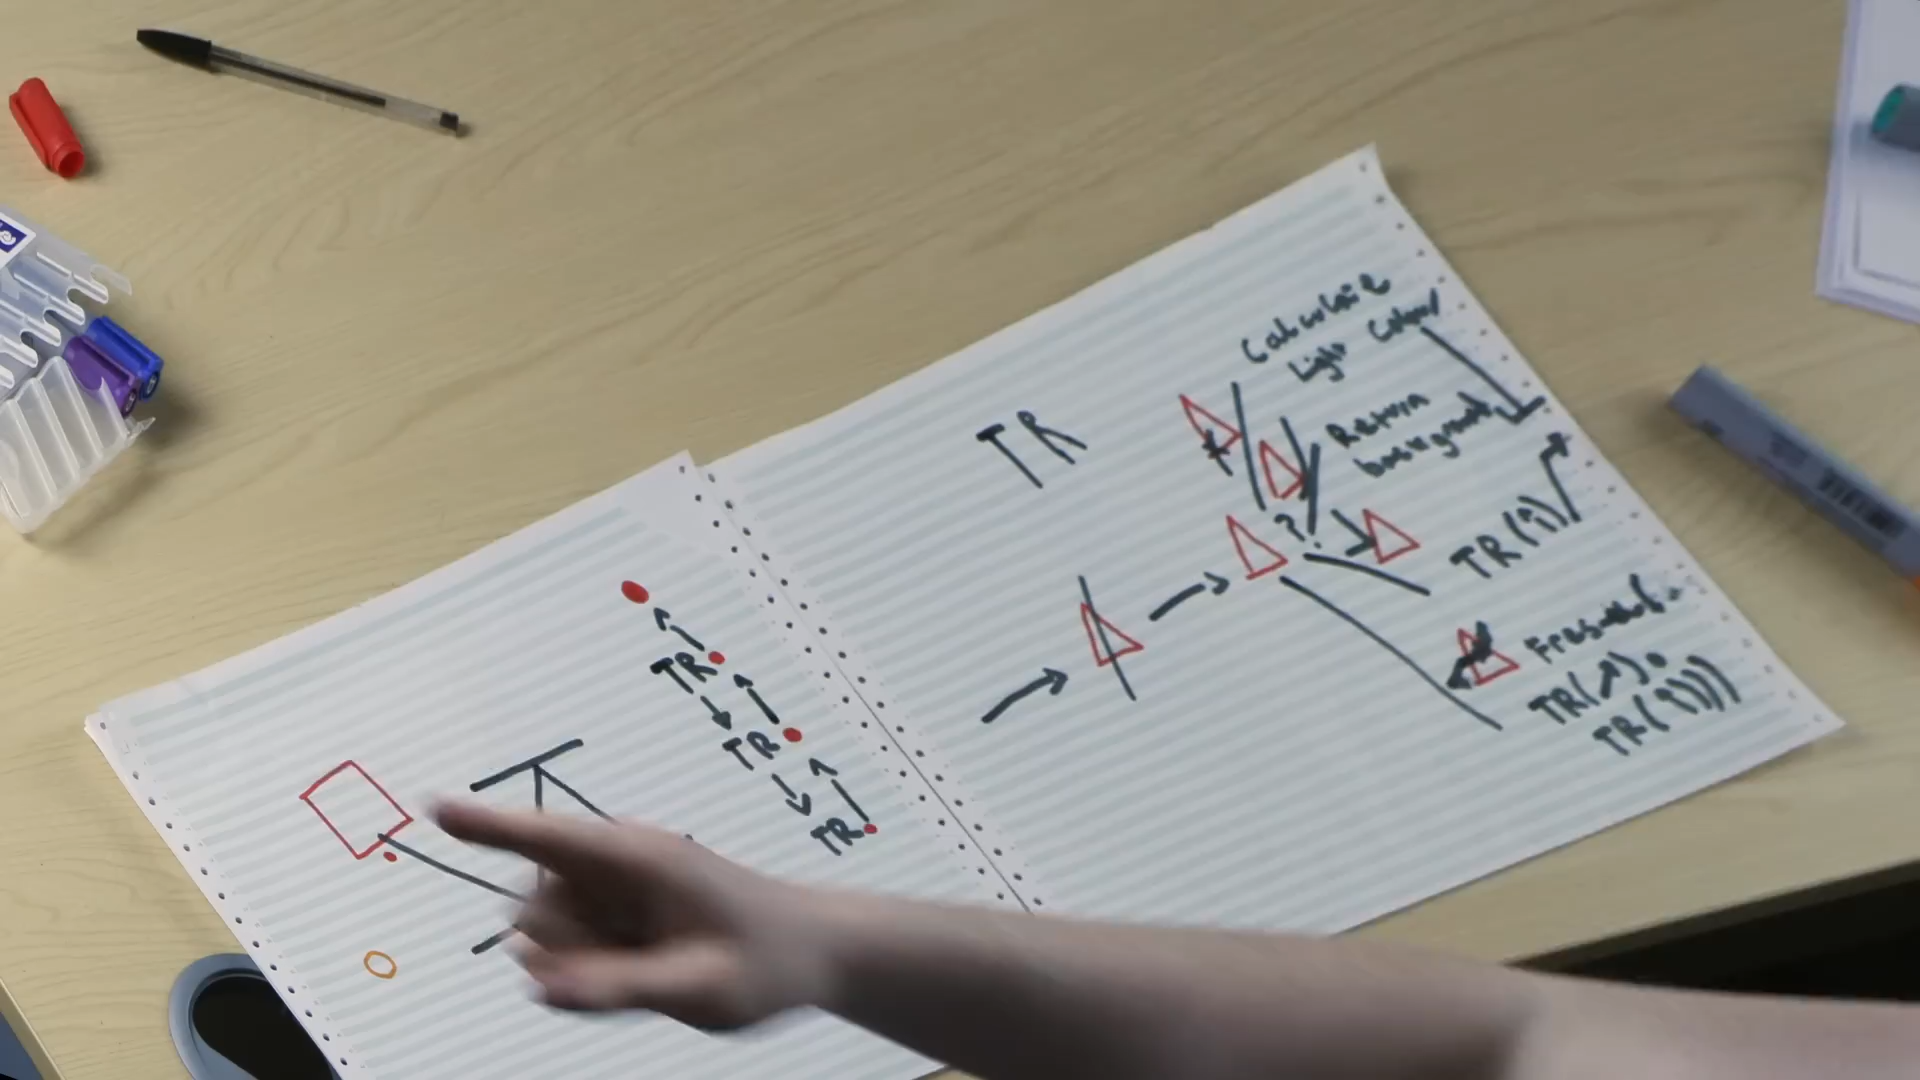 TR
TR
TR
TR
Calculate
Light Colour
Return
background
?
TR(↑)
Fresnel
TR(↗).
TR(↑))))